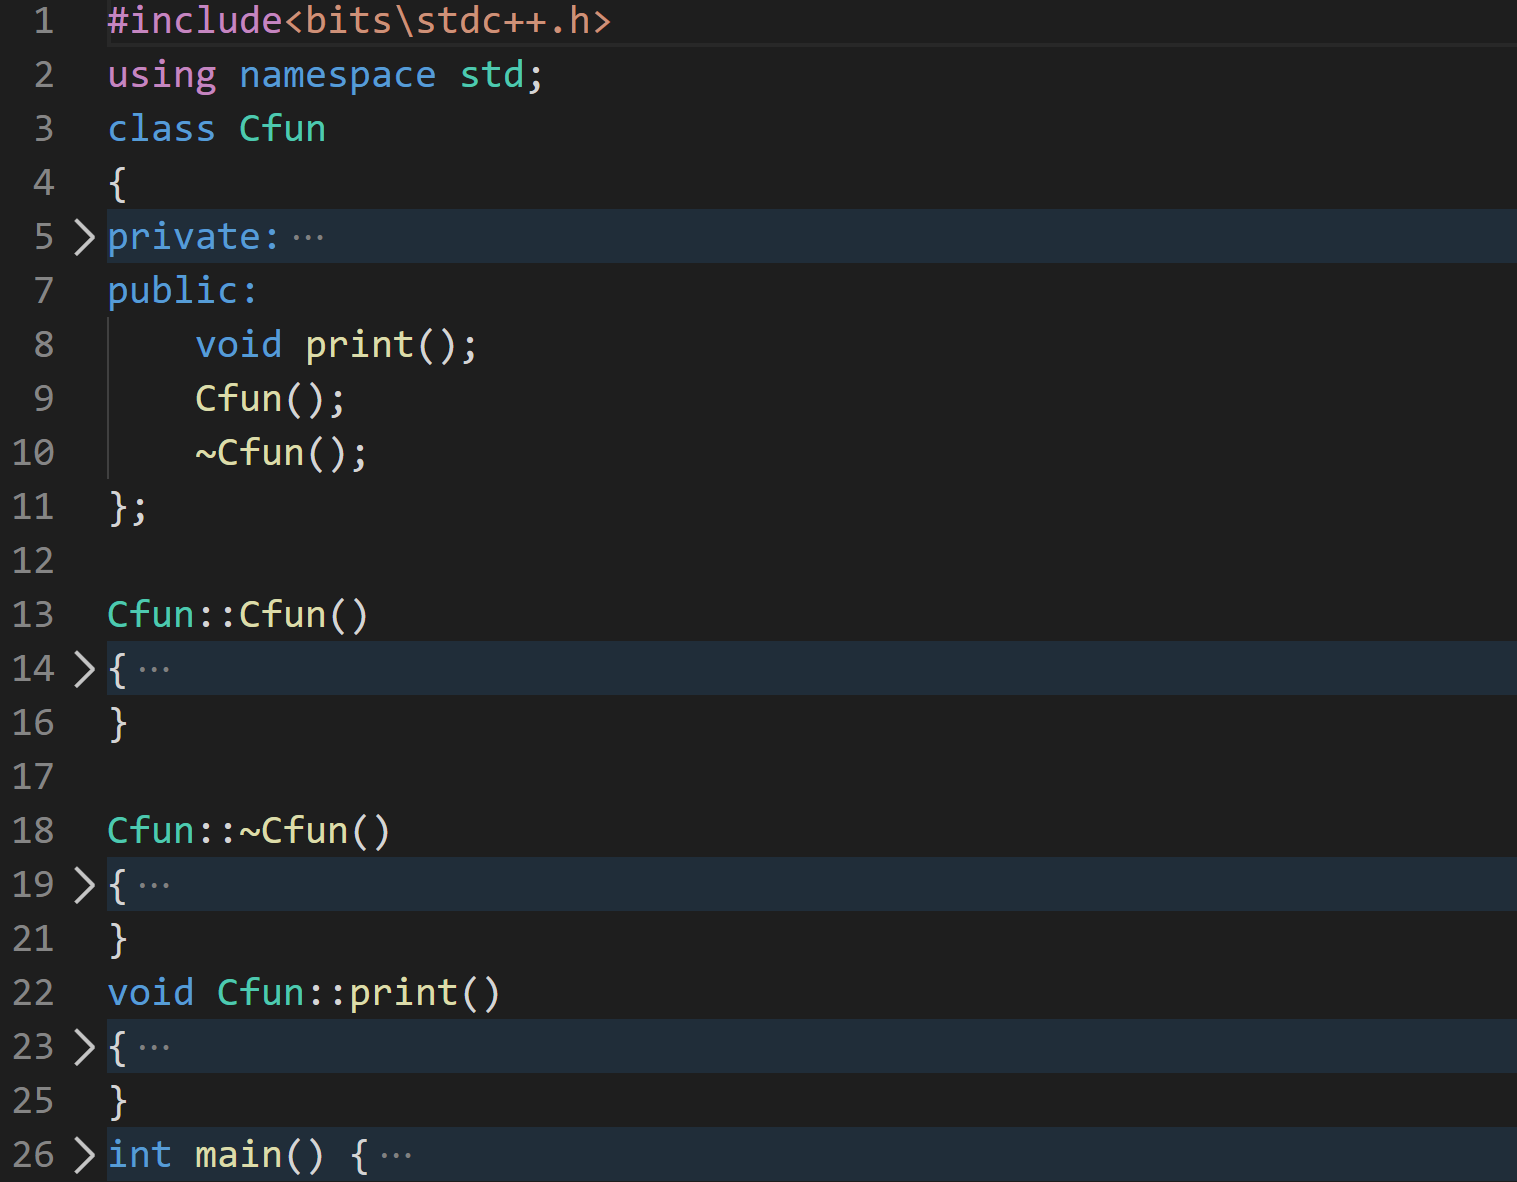 1 #include<bits\stdc++.h>
2 using namespace std;
3 class Cfun
4 {
5 private: ···
7 public:
8     void print();
9     Cfun();
10     ~Cfun();
11 };
12
13 Cfun::Cfun()
14 { ···
16 }
17
18 Cfun::~Cfun()
19 { ···
21 }
22 void Cfun::print()
23 { ···
25 }
26 int main() { ···